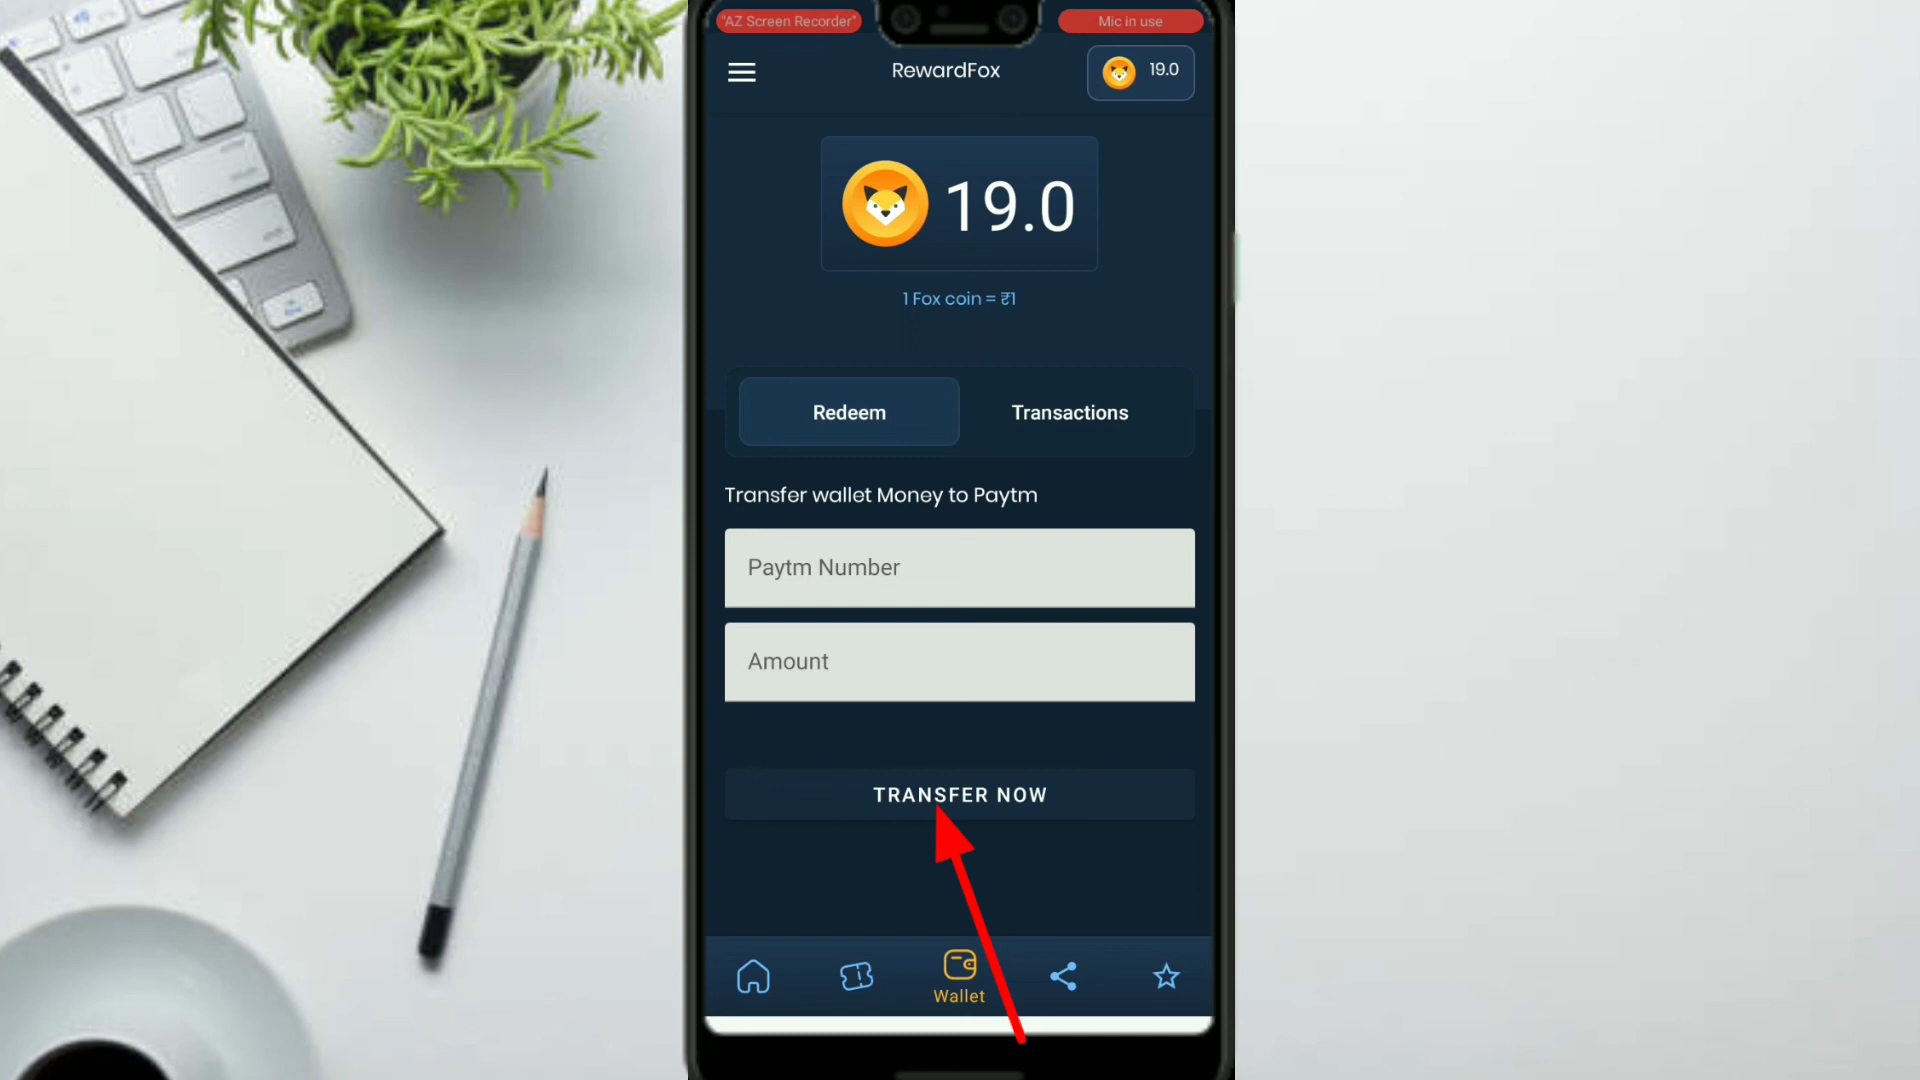 "AZ Screen Recorder"
Mic in use
RewardFox
19.0
19.0
1 Fox coin = ₹1
Redeem
Transactions
Transfer wallet Money to Paytm
Paytm Number
Amount
TRANSFER NOW
Wallet